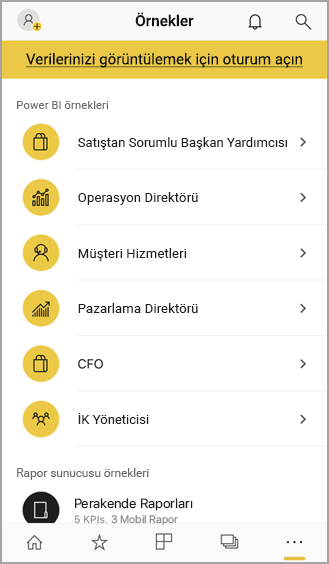 Örnekler
Verilerinizi görüntülemek için oturum açın
Power BI örnekleri
Satıştan Sorumlu Başkan Yardımcısı
Operasyon Direktörü
Müşteri Hizmetleri
Pazarlama Direktörü
CFO
İK Yöneticisi
Rapor sunucusu örnekleri
Perakende Raporları
5 KPIs. 3 Mobil Rapor